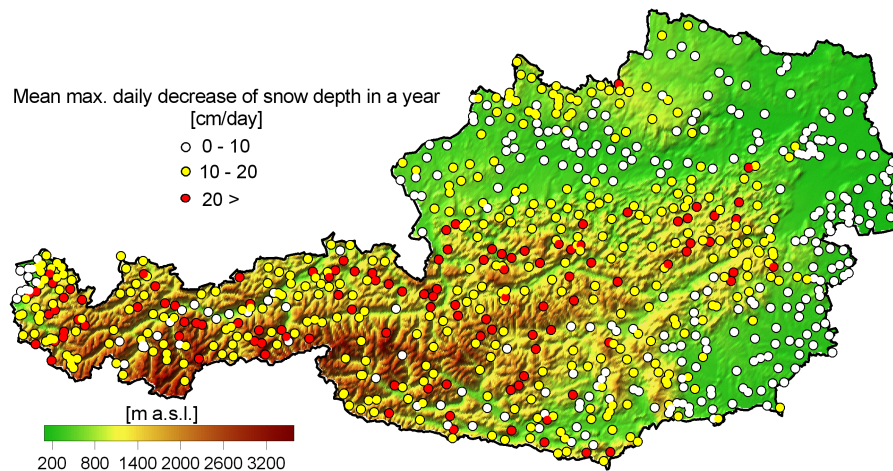 Mean max. daily decrease of snow depth in a year
[cm/day]
0 - 10
10 - 20
20 >
[m a.s.l.]
200 800 1400 2000 2600 3200